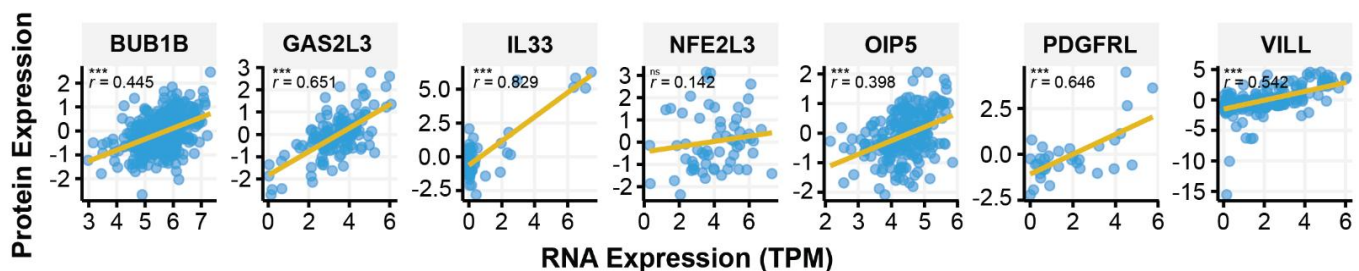 BUB1B GAS2L3 IL33 NFE2L3 OIP5 PDGFRL VILL
*** *** *** ns *** *** ***
r = 0.445 r = 0.651 r = 0.829 r = 0.142 r = 0.398 r = 0.646 r = 0.542
Protein Expression
2 1 0 -1 -2
3 2 1 0 -1 -2
5.0 2.5 0.0 -2.5
3 2 1 0 -1 -2
2 1 0 -1 -2
2.5 0.0 -2.5
5 0 -5 -10 -15
3 4 5 6 7 0 2 4 6 0 2 4 6 0 2 4 6 2 3 4 5 6 0 2 4 6 0 1 2 3 4 5 6
RNA Expression (TPM)